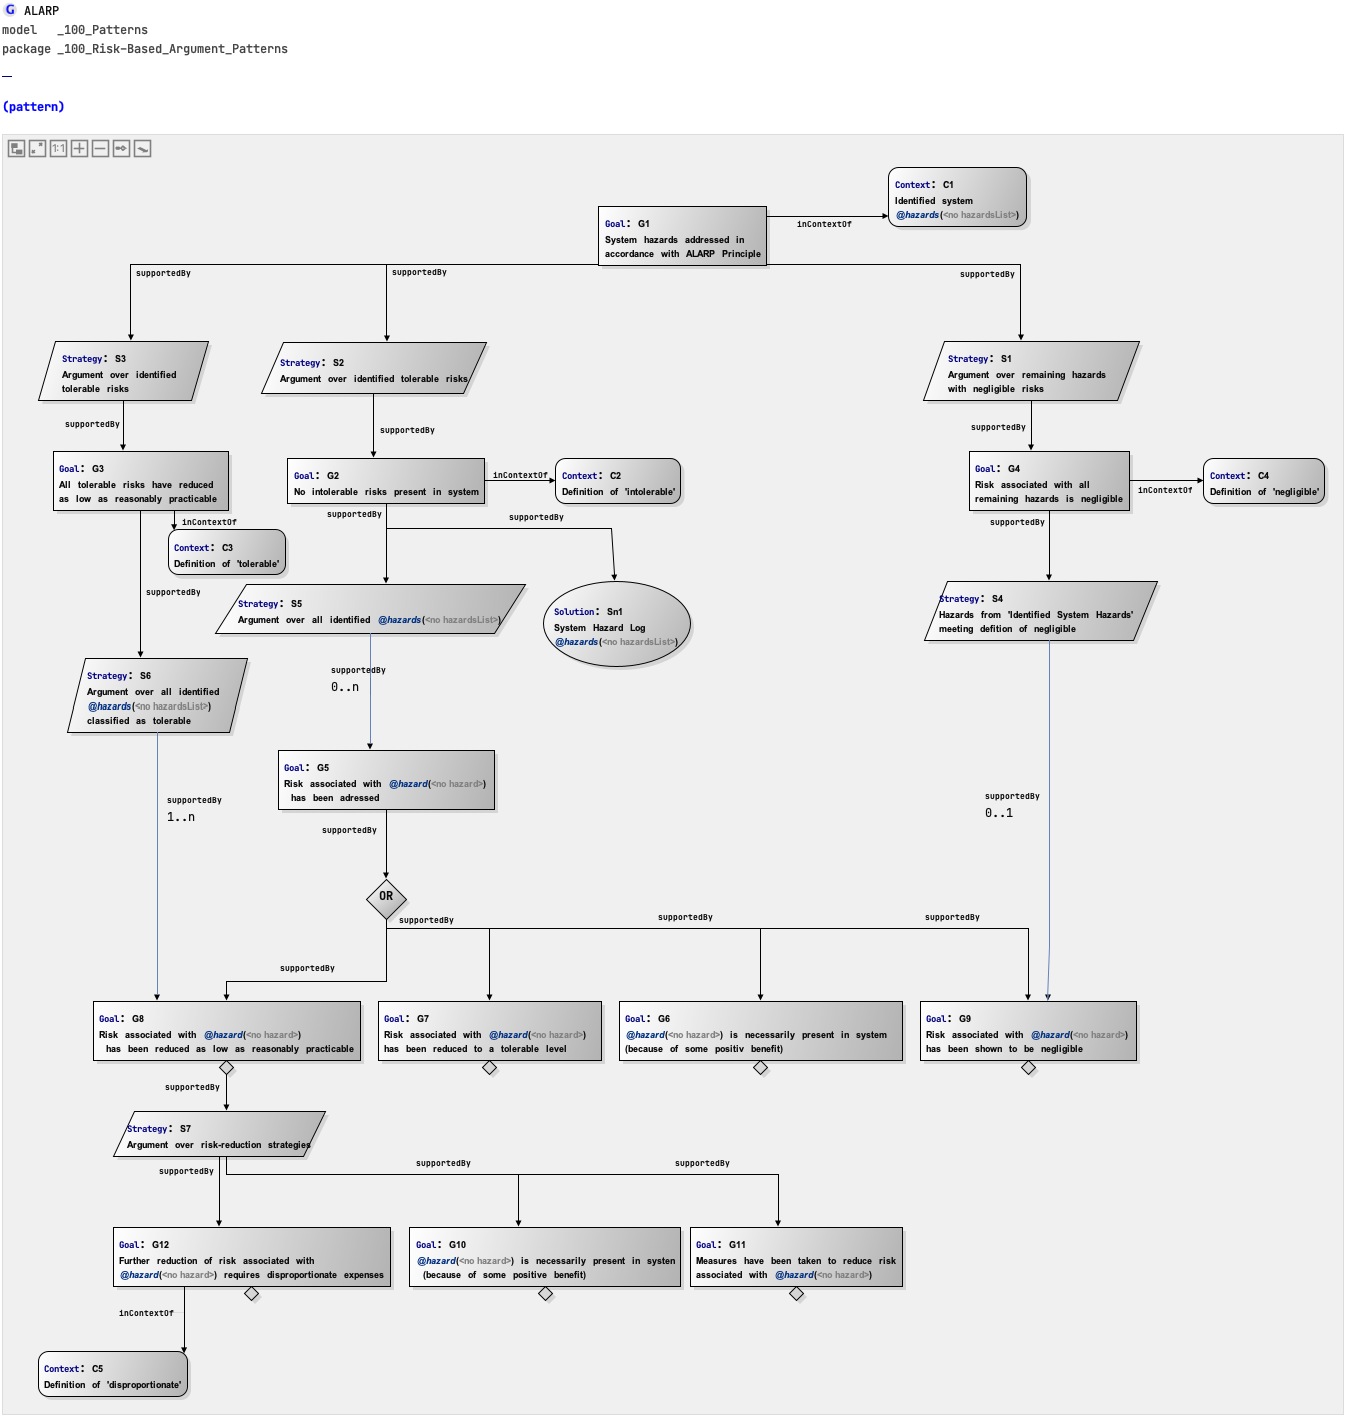 G ALARP
model _100_Patterns
package _100_Risk-Based_Argument_Patterns
(pattern)
1:1
Context: C1
Identified system
@hazards(<no hazardsList>)
Goal: G1
System hazards addressed in
accordance with ALARP Principle
inContextOf
supportedBy
supportedBy
supportedBy
Strategy: S3
Argument over identified
tolerable risks
Strategy: S2
Argument over identified tolerable risks
Strategy: S1
Argument over remaining hazards
with negligible risks
supportedBy
supportedBy
supportedBy
Goal: G3
All tolerable risks have reduced
as low as reasonably practicable
Goal: G2
No intolerable risks present in system
inContextOf
Context: C2
Definition of 'intolerable'
Goal: G4
Risk associated with all
remaining hazards is negligible
inContextOf
Context: C4
Definition of 'negligible'
inContextOf
supportedBy
supportedBy
supportedBy
Context: C3
Definition of 'tolerable'
supportedBy
Strategy: S5
Argument over all identified @hazards(<no hazardsList>)
Solution: Sn1
System Hazard Log
@hazards(<no hazardsList>)
Strategy: S4
Hazards from 'Identified System Hazards'
meeting defition of negligible
Strategy: S6
Argument over all identified
@hazards(<no hazardsList>)
classified as tolerable
supportedBy
0..n
Goal: G5
Risk associated with @hazard(<no hazard>)
has been adressed
supportedBy
1..n
supportedBy
0..1
supportedBy
OR
supportedBy
supportedBy
supportedBy
supportedBy
Goal: G8
Risk associated with @hazard(<no hazard>)
has been reduced as low as reasonably practicable
Goal: G7
Risk associated with @hazard(<no hazard>)
has been reduced to a tolerable level
Goal: G6
@hazard(<no hazard>) is necessarily present in system
(because of some positiv benefit)
Goal: G9
Risk associated with @hazard(<no hazard>)
has been shown to be negligible
supportedBy
Strategy: S7
Argument over risk-reduction strategies
supportedBy
supportedBy
supportedBy
Goal: G12
Further reduction of risk associated with
@hazard(<no hazard>) requires disproportionate expenses
Goal: G10
@hazard(<no hazard>) is necessarily present in systen
(because of some positive benefit)
Goal: G11
Measures have been taken to reduce risk
associated with @hazard(<no hazard>)
inContextOf
Context: C5
Definition of 'disproportionate'